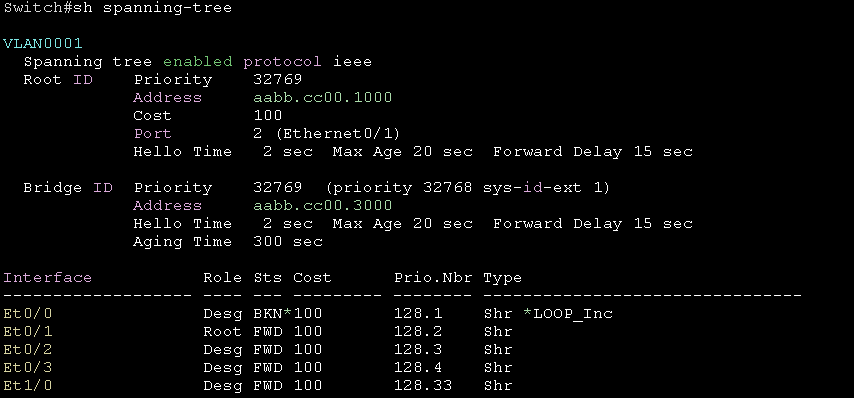 Switch#sh spanning-tree
VLAN0001
Spanning tree enabled protocol ieee
Root ID Priority 32769
Address aabb.cc00.1000
Cost 100
Port 2 (Ethernet0/1)
Hello Time 2 sec Max Age 20 sec Forward Delay 15 sec
Bridge ID Priority 32769 (priority 32768 sys-id-ext 1)
Address aabb.cc00.3000
Hello Time 2 sec Max Age 20 sec Forward Delay 15 sec
Aging Time 300 sec
Interface Role Sts Cost Prio.Nbr Type
------------------- ---- --- --------- -------- --------------------------------
Et0/0 Desg BKN*100 128.1 Shr *LOOP_Inc
Et0/1 Root FWD 100 128.2 Shr
Et0/2 Desg FWD 100 128.3 Shr
Et0/3 Desg FWD 100 128.4 Shr
Et1/0 Desg FWD 100 128.33 Shr